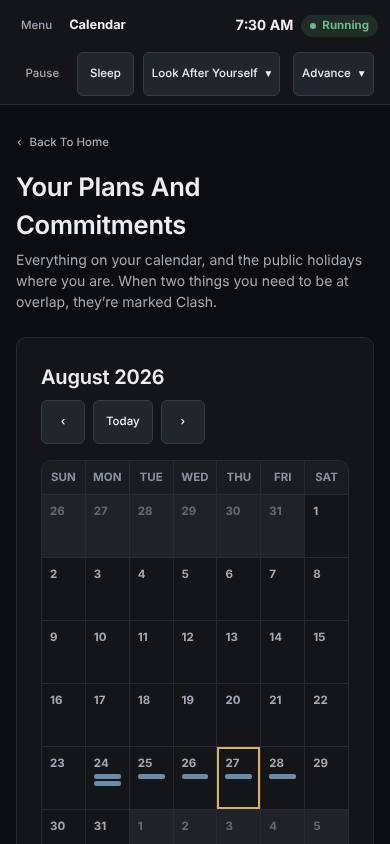 Menu Calendar 7:30 AM Running
Pause Sleep Look After Yourself ▾ Advance ▾
‹ Back To Home
Your Plans And
Commitments
Everything on your calendar, and the public holidays
where you are. When two things you need to be at
overlap, they’re marked Clash.
August 2026
‹ Today ›
SUN MON TUE WED THU FRI SAT
26 27 28 29 30 31 1
2 3 4 5 6 7 8
9 10 11 12 13 14 15
16 17 18 19 20 21 22
23 24 25 26 27 28 29
30 31 1 2 3 4 5